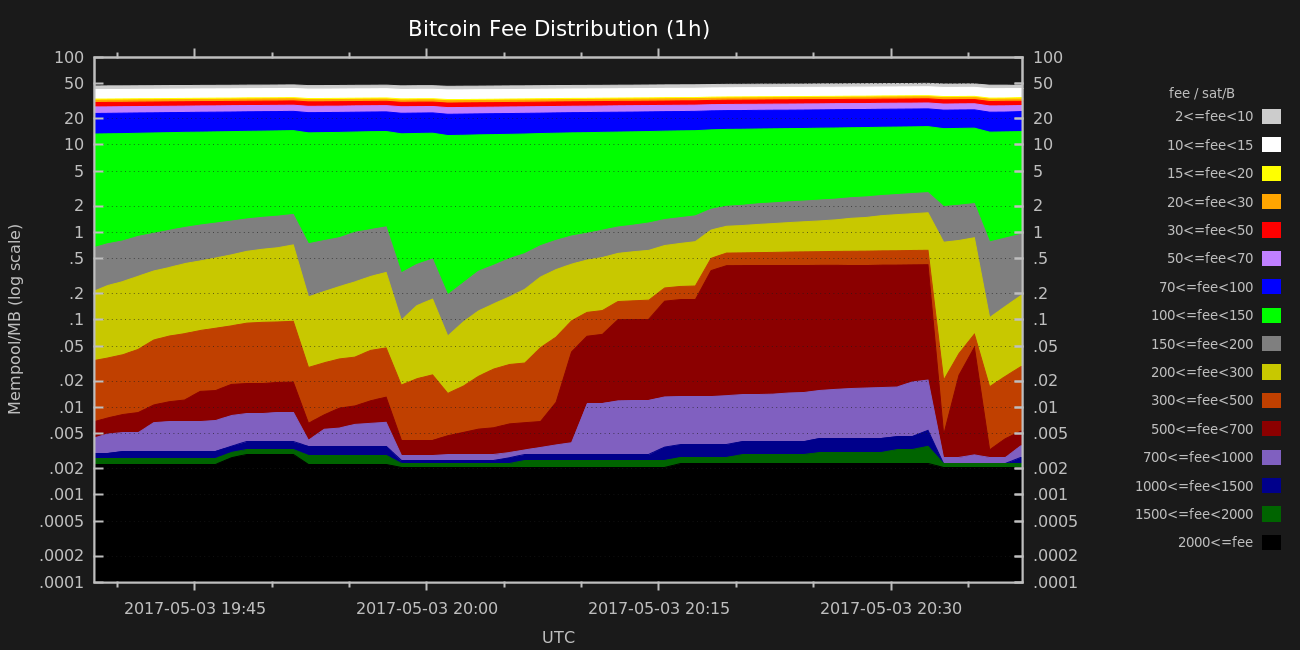 Bitcoin Fee Distribution (1h)
Mempool/MB (log scale)
100
50
20
10
5
2
1
.5
.2
.1
.05
.02
.01
.005
.002
.001
.0005
.0002
.0001
100
50
20
10
5
2
1
.5
.2
.1
.05
.02
.01
.005
.002
.001
.0005
.0002
.0001
2017-05-03 19:45
2017-05-03 20:00
2017-05-03 20:15
2017-05-03 20:30
UTC
fee / sat/B
2<=fee<10
10<=fee<15
15<=fee<20
20<=fee<30
30<=fee<50
50<=fee<70
70<=fee<100
100<=fee<150
150<=fee<200
200<=fee<300
300<=fee<500
500<=fee<700
700<=fee<1000
1000<=fee<1500
1500<=fee<2000
2000<=fee